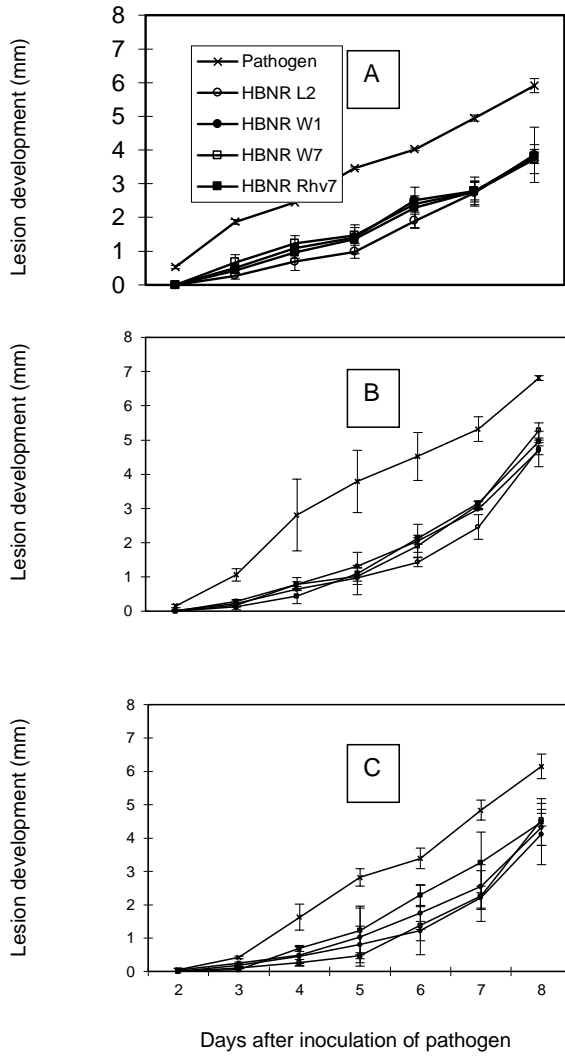 Lesion development (mm)
8
7
6
5
4
3
2
1
0
Pathogen
HBNR L2
HBNR W1
HBNR W7
HBNR Rhv7
A
Lesion development (mm)
8
7
6
5
4
3
2
1
0
B
Lesion development (mm)
8
7
6
5
4
3
2
1
0
C
2 3 4 5 6 7 8
Days after inoculation of pathogen